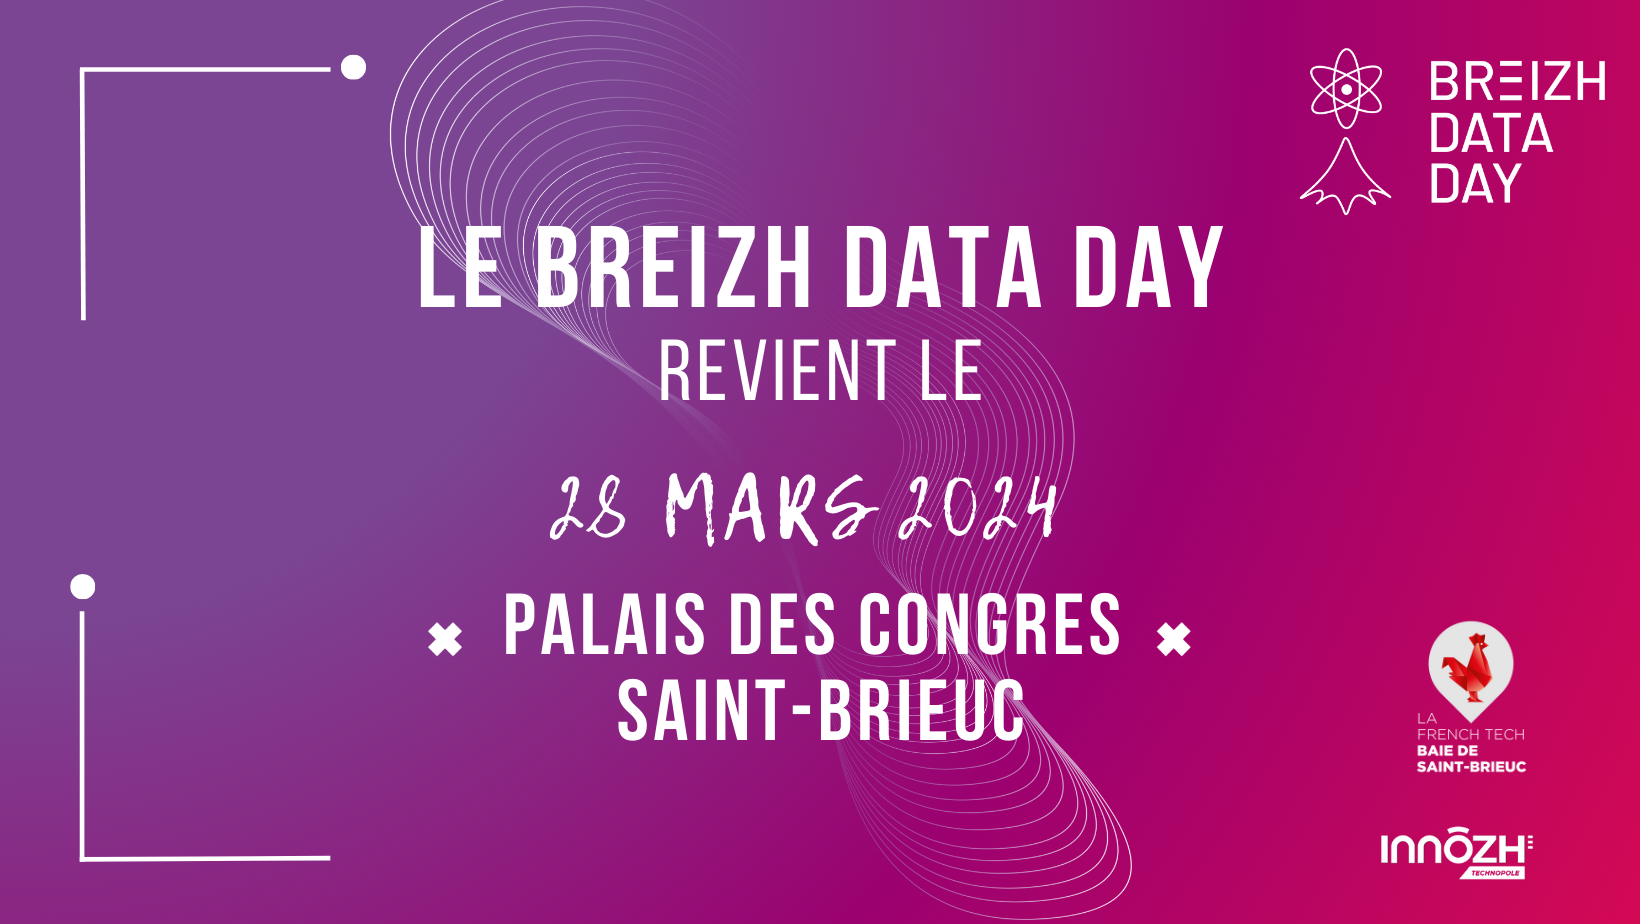 BREIZH
DATA
DAY
LE BREIZH DATA DAY
REVIENT LE
28 MARS 2024
PALAIS DES CONGRES
SAINT-BRIEUC
LA
FRENCH TECH
BAIE DE
SAINT-BRIEUC
INNÔZH
TECHNOPOLE